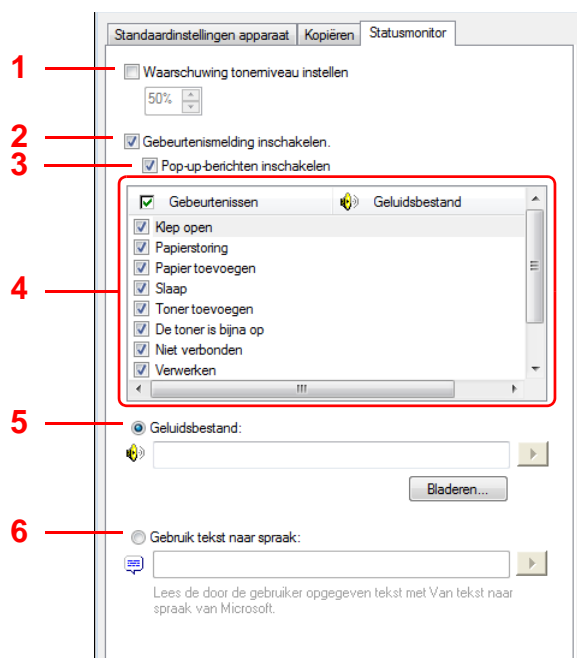 Standaardinstellingen apparaat Kopiëren Statusmonitor
1 Waarschuwing tonerniveau instellen
50%
2 Gebeurtenismelding inschakelen.
3 Pop-up-berichten inschakelen
Gebeurtenissen Geluidsbestand
Klep open
Papierstoring
Papier toevoegen
4 Slaap
Toner toevoegen
De toner is bijna op
Niet verbonden
Verwerken
5 Geluidsbestand:
Bladeren...
6 Gebruik tekst naar spraak:
Lees de door de gebruiker opgegeven tekst met Van tekst naar
spraak van Microsoft.